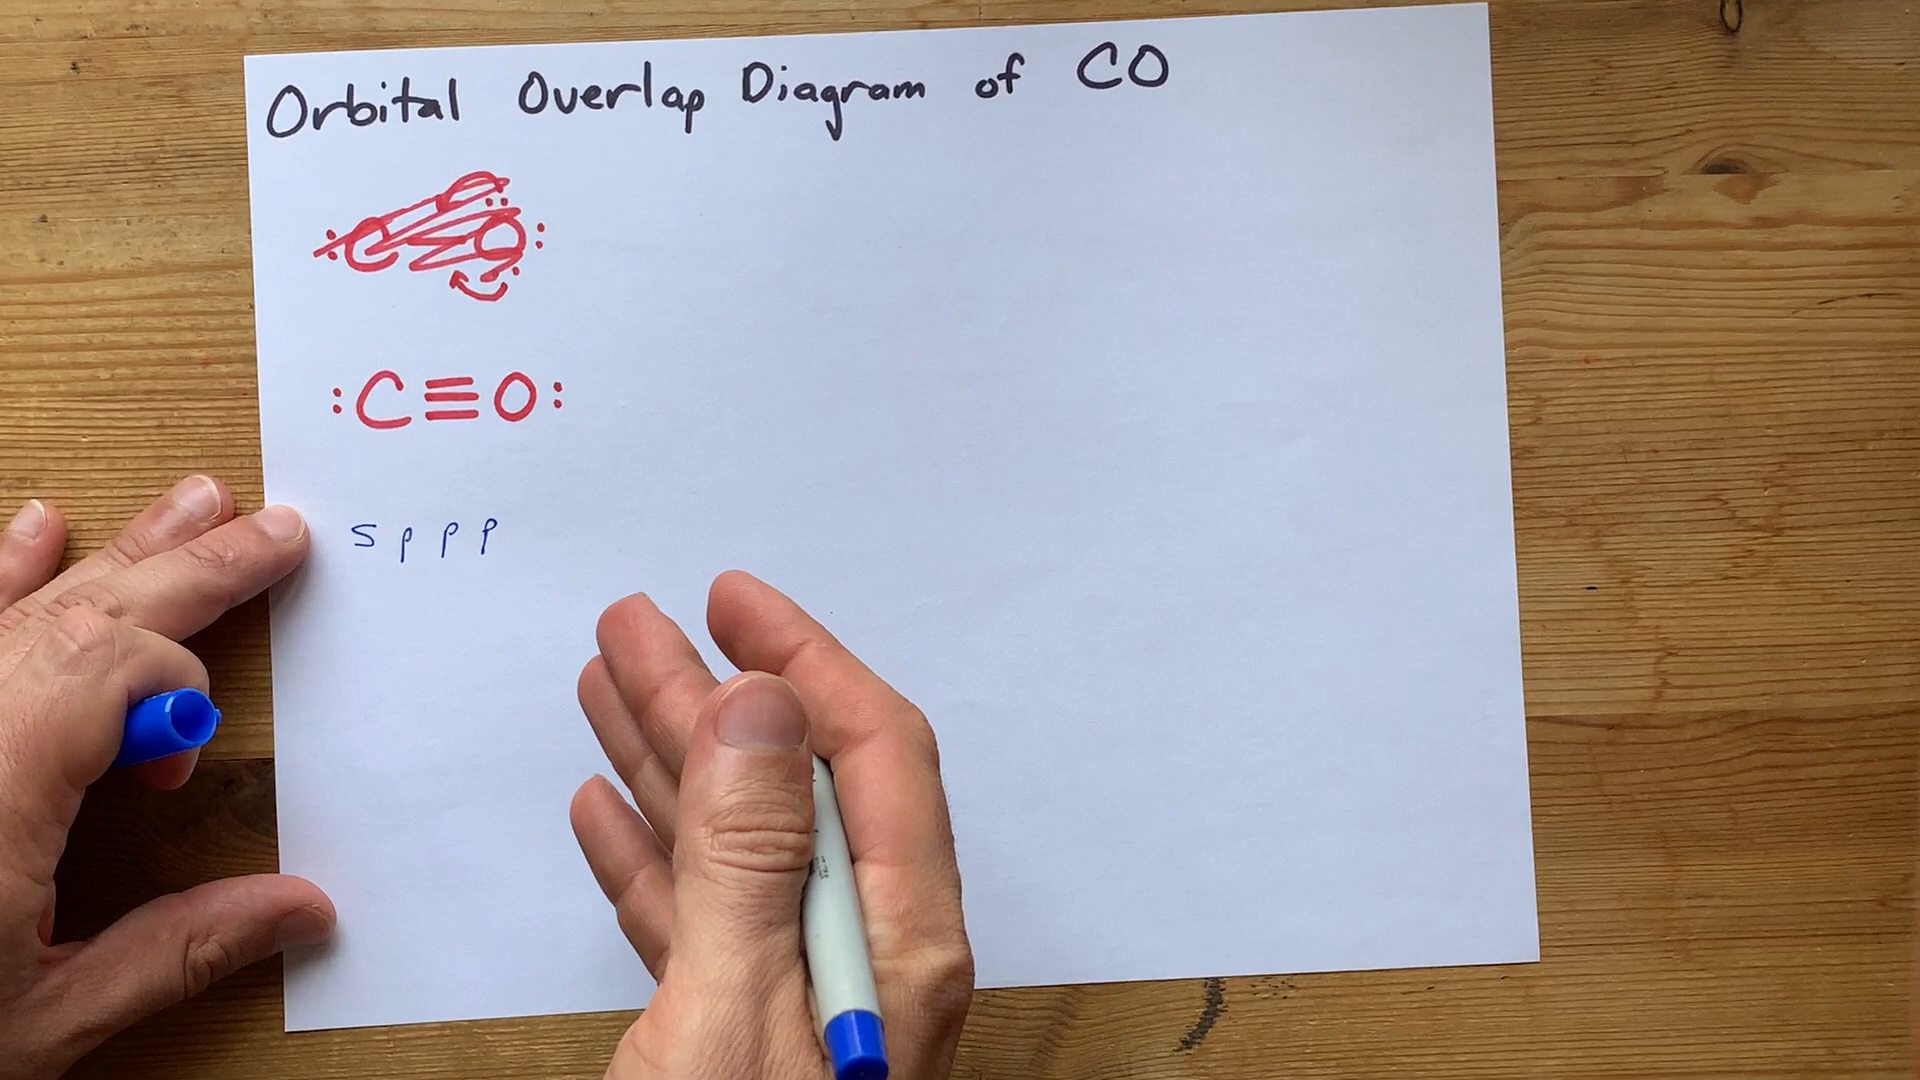 Orbital Overlap Diagram of CO
:C≡O:
s p p p